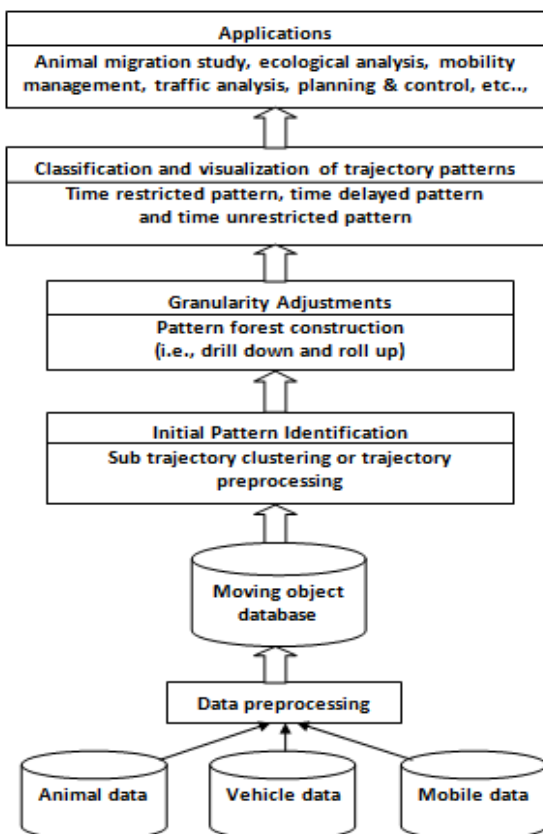 Applications
Animal migration study, ecological analysis, mobility
management, traffic analysis, planning & control, etc..,
Classification and visualization of trajectory patterns
Time restricted pattern, time delayed pattern
and time unrestricted pattern
Granularity Adjustments
Pattern forest construction
(i.e., drill down and roll up)
Initial Pattern Identification
Sub trajectory clustering or trajectory
preprocessing
Moving object
database
Data preprocessing
Animal data
Vehicle data
Mobile data